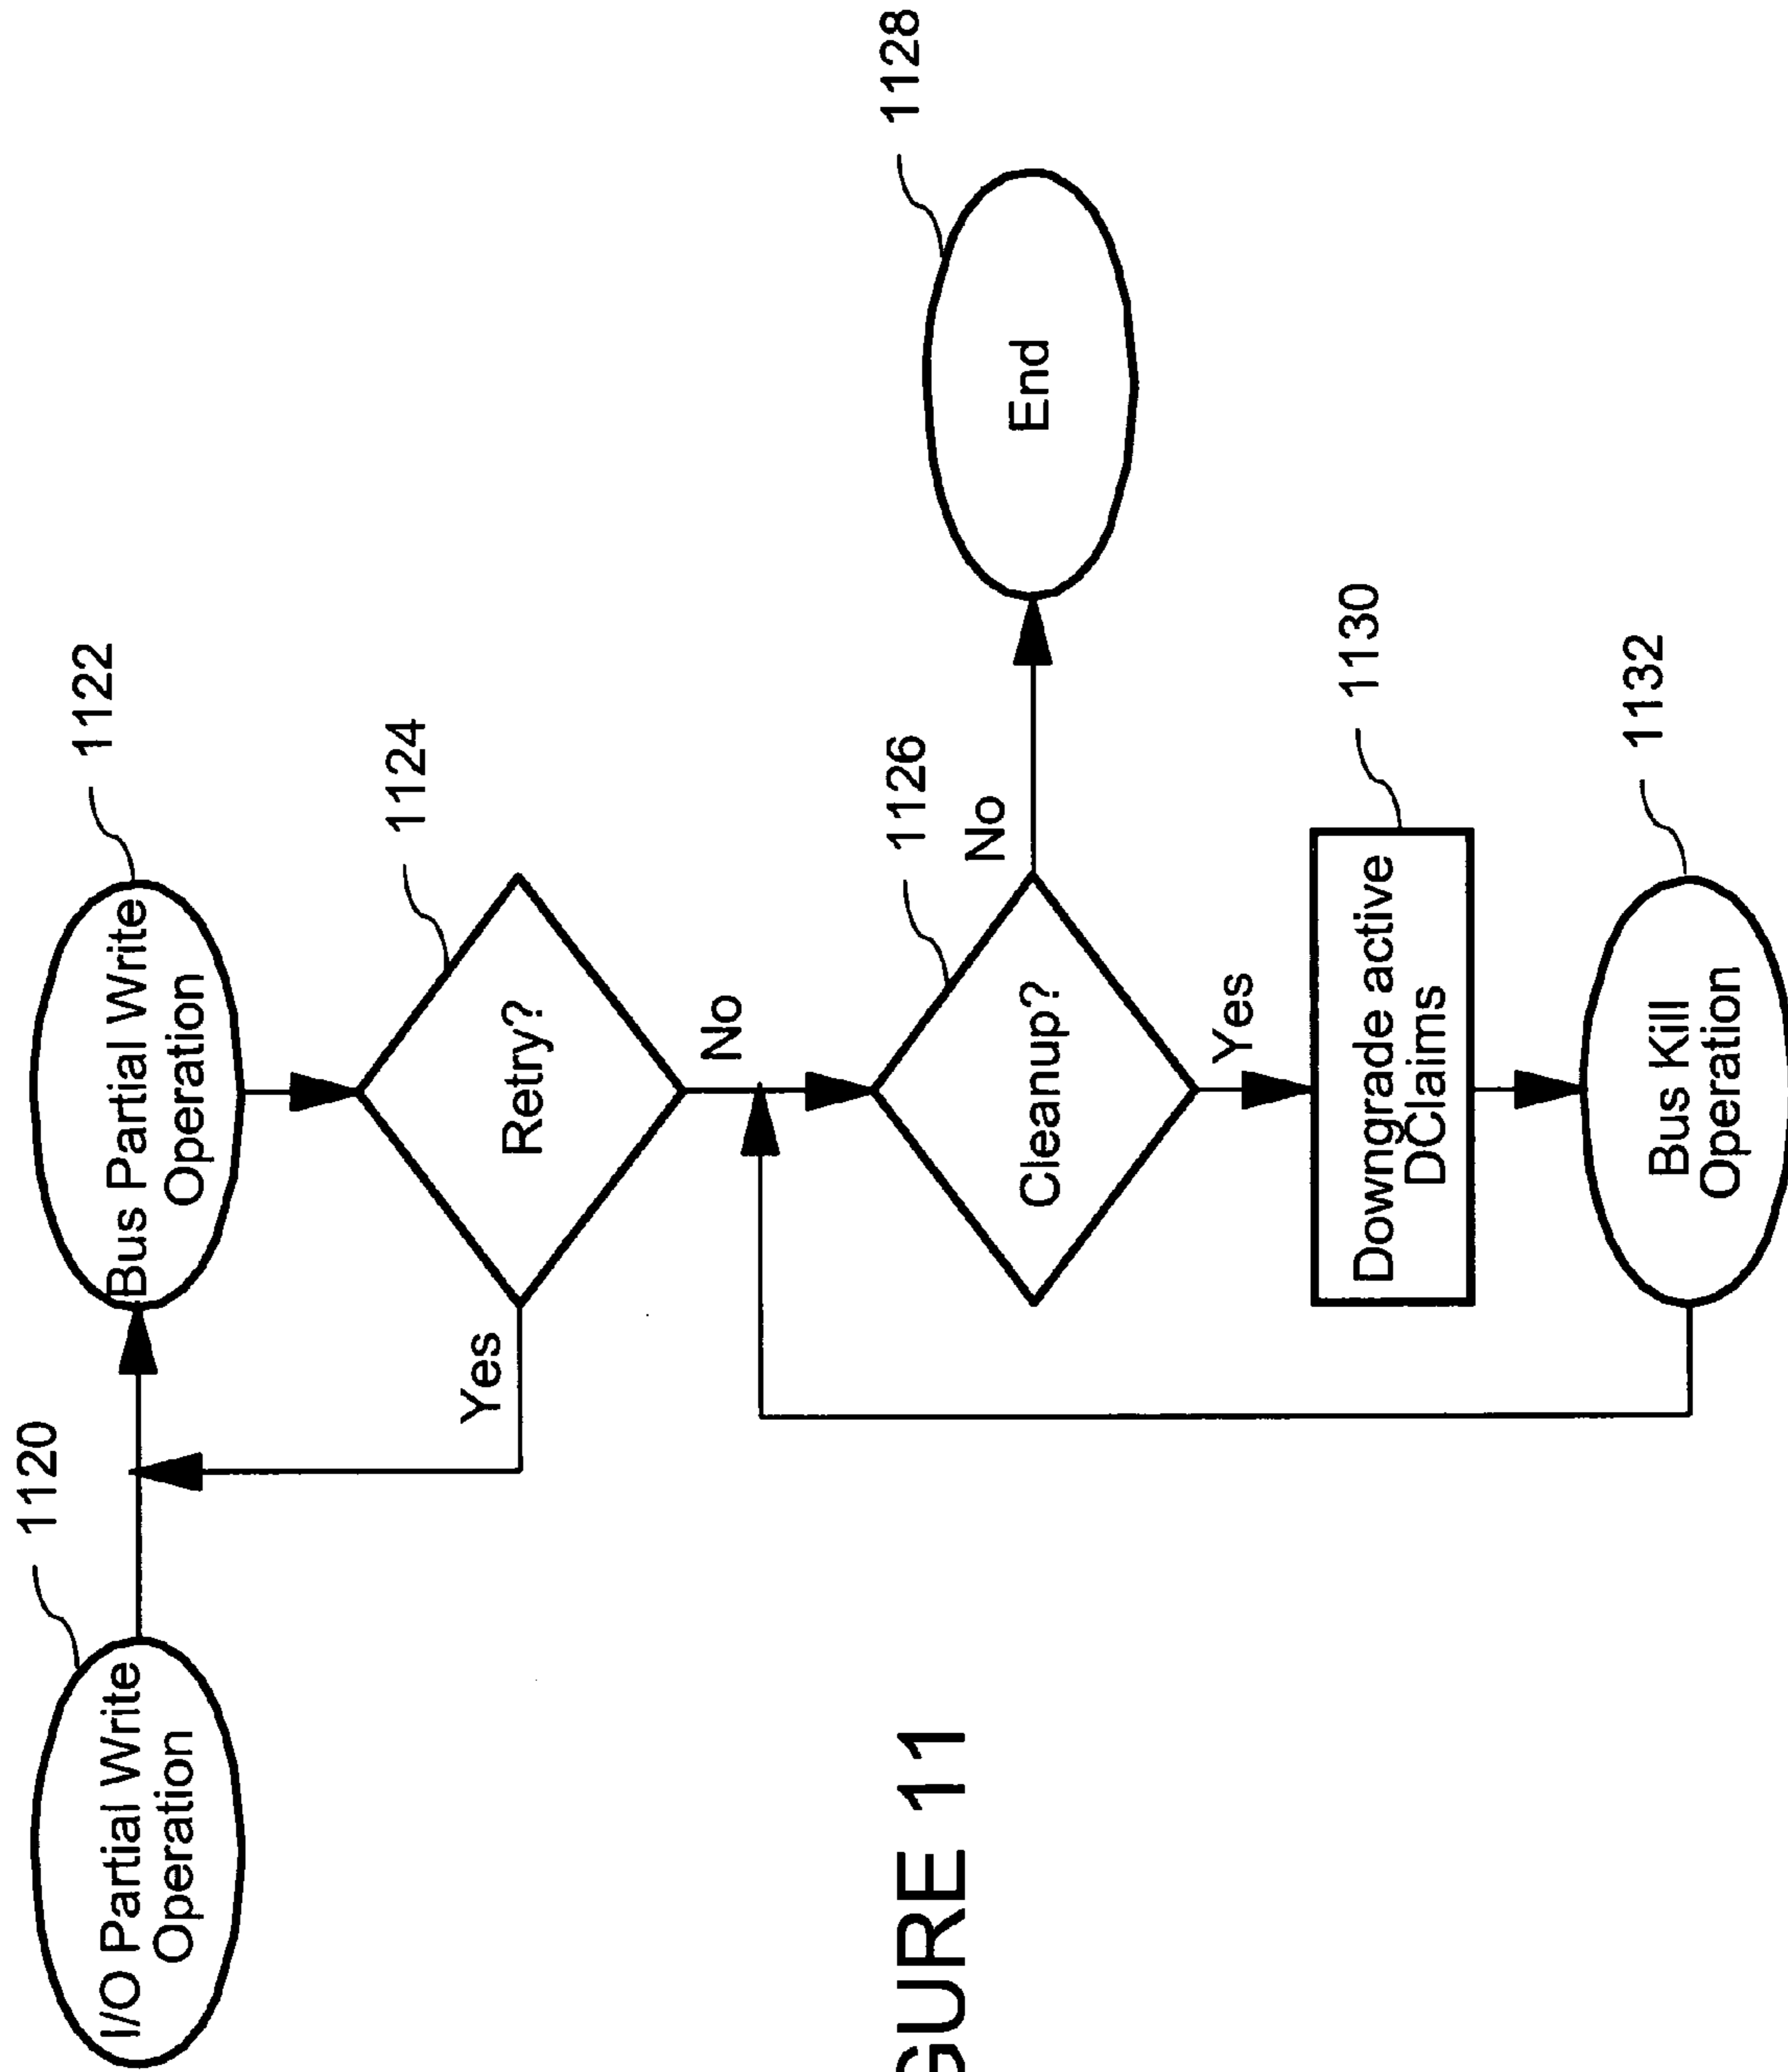 1120
I/O Partial Write
Operation
1122
Bus Partial Write
Operation
1124
Retry?
Yes
No
1126
Cleanup?
No
1128
End
Yes
1130
Downgrade active
DClaims
1132
Bus Kill
Operation
GURE 11